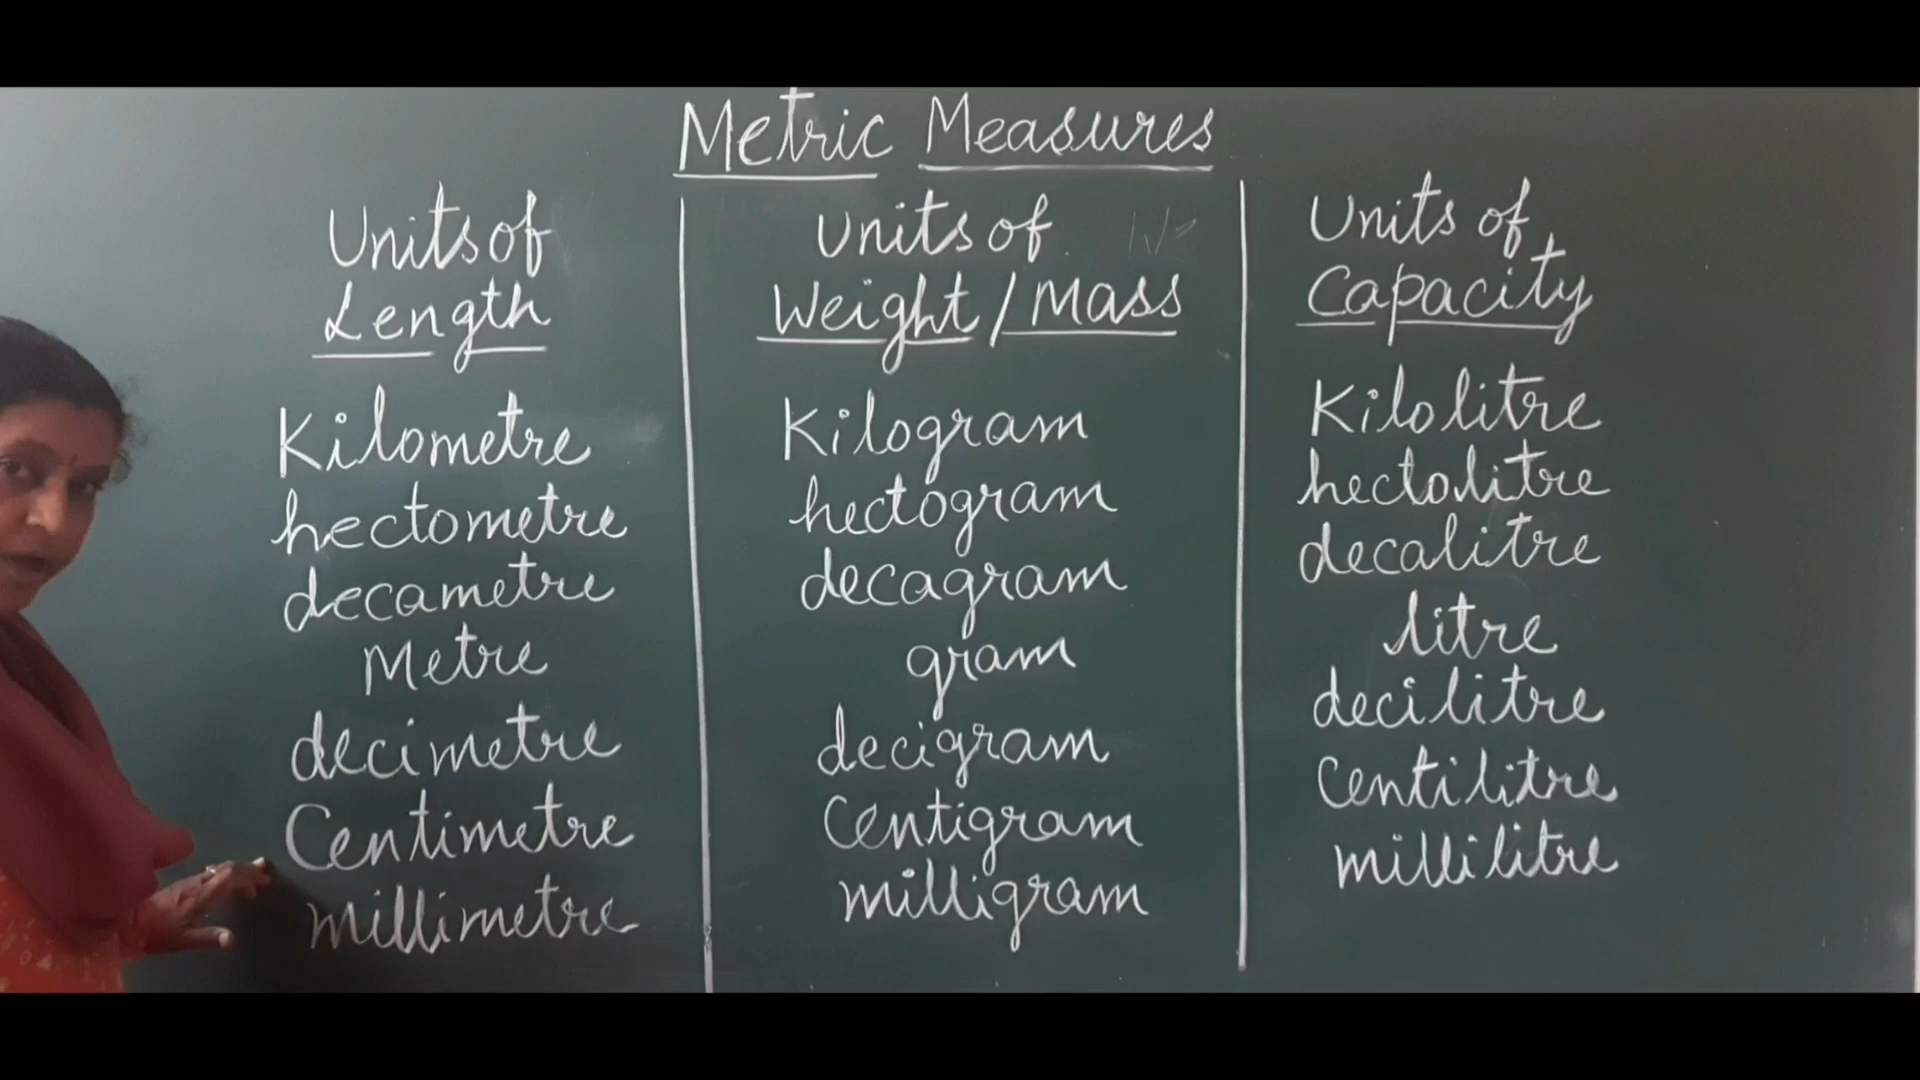 Metric Measures
Units of
Length
Kilometre
hectometre
decametre
Metre
decimetre
Centimetre
millimetre
Units of
Weight/Mass
Kilogram
hectogram
decagram
gram
decigram
Centigram
milligram
Units of
Capacity
Kilolitre
hectolitre
decalitre
litre
decilitre
Centilitre
millilitre